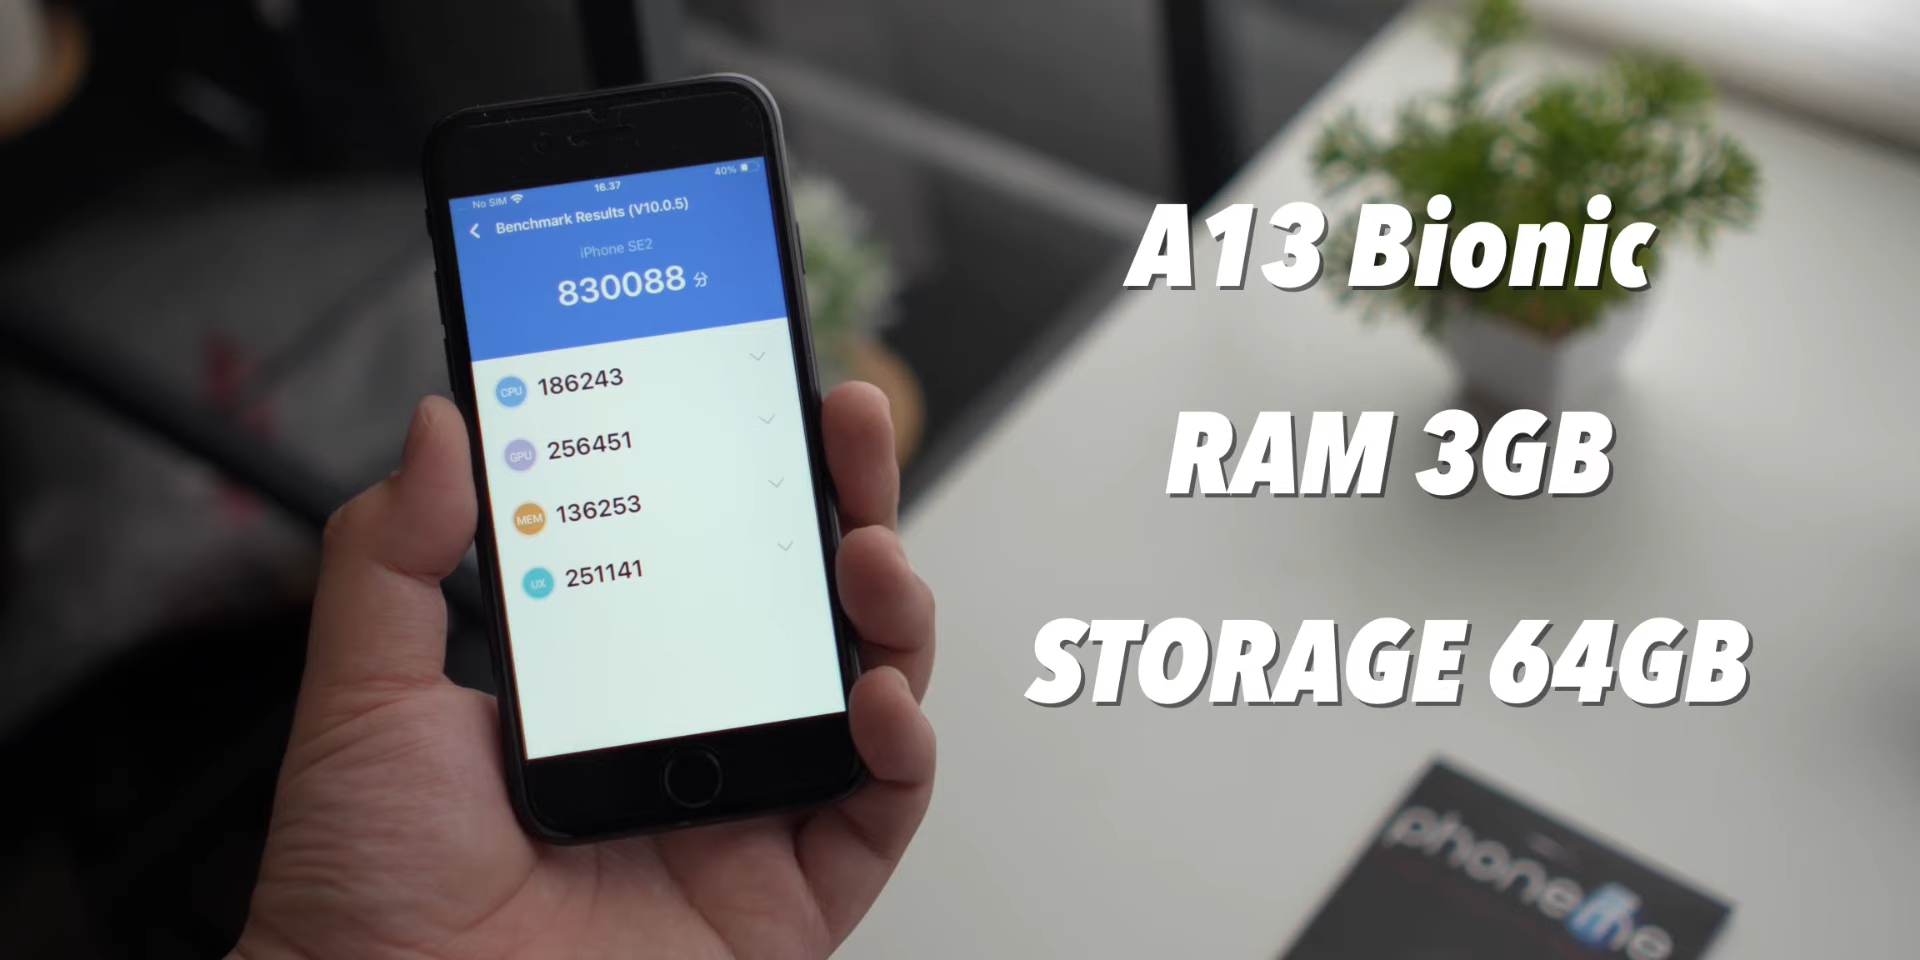 No SIM 16.37 40%
Benchmark Results (V10.0.5)
iPhone SE2
830088 分
CPU 186243
GPU 256451
MEM 136253
UX 251141
A13 Bionic
RAM 3GB
STORAGE 64GB